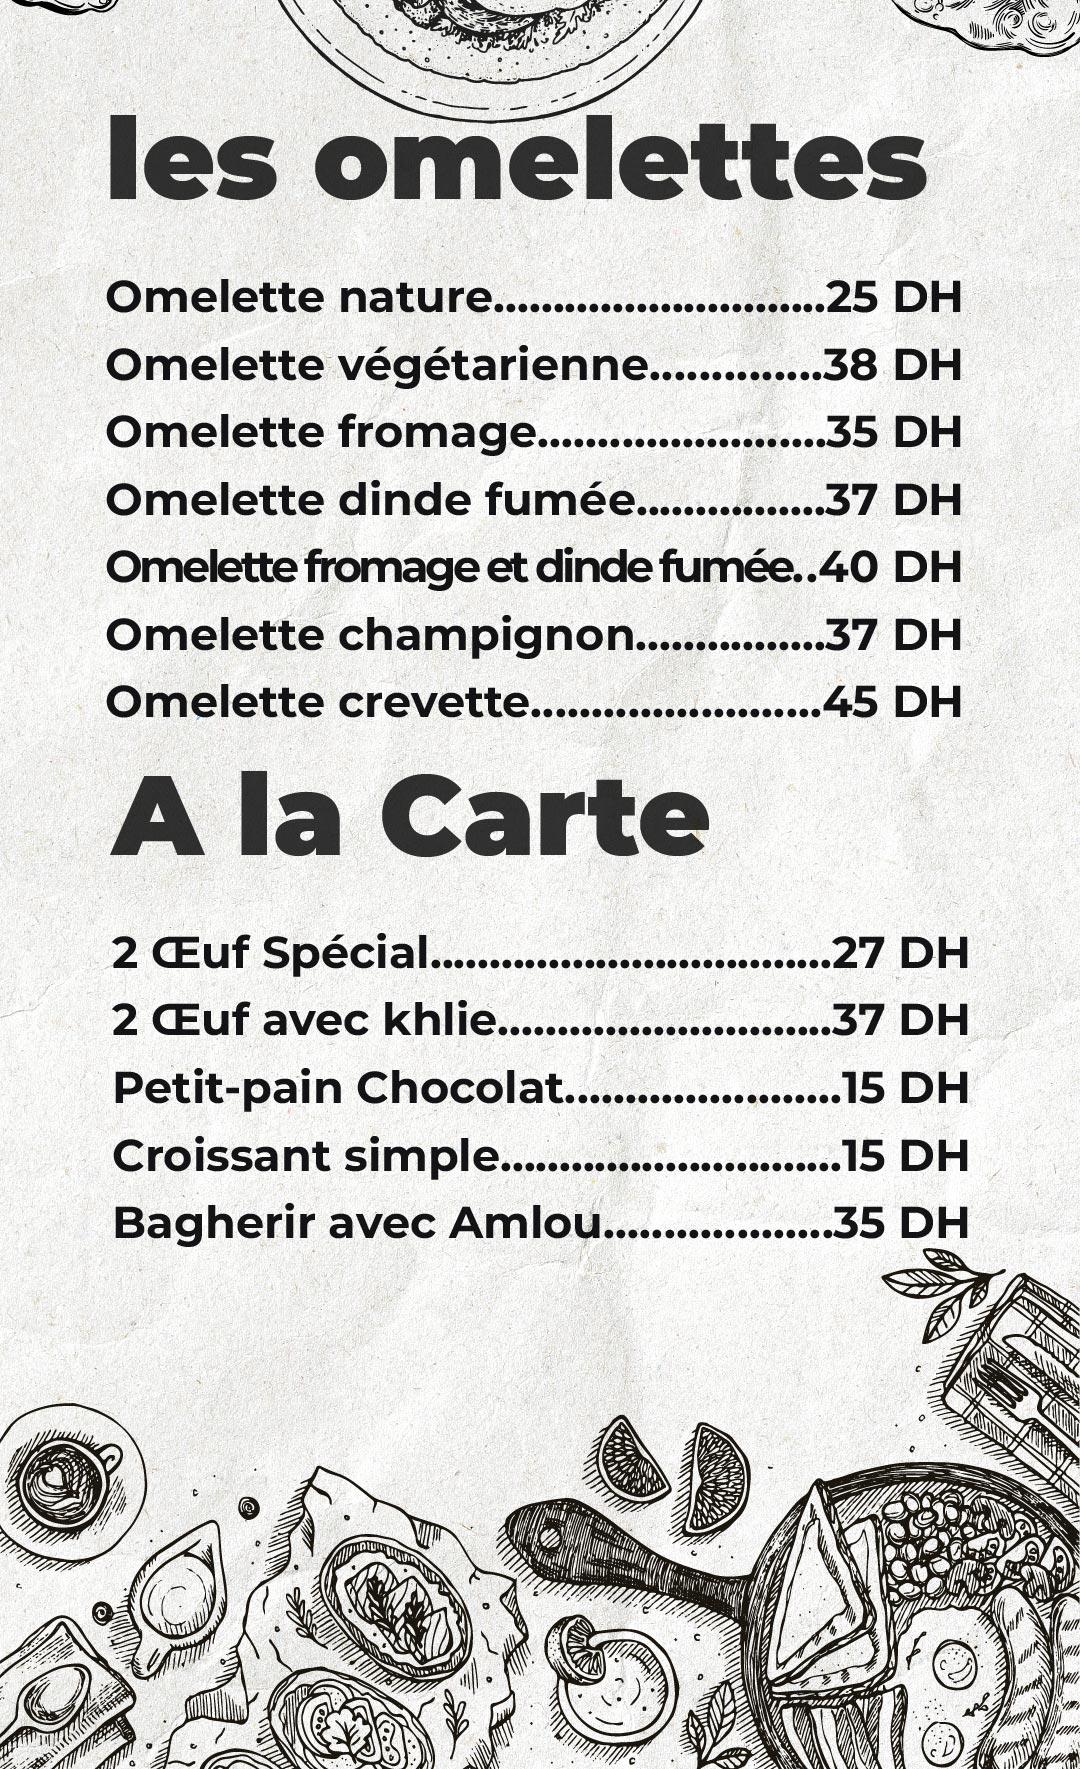 les omelettes
Omelette nature...........................25 DH
Omelette végétarienne..............38 DH
Omelette fromage........................35 DH
Omelette dinde fumée................37 DH
Omelette fromage et dinde fumée..40 DH
Omelette champignon................37 DH
Omelette crevette........................45 DH
A la Carte
2 Œuf Spécial.................................27 DH
2 Œuf avec khlie............................37 DH
Petit-pain Chocolat.......................15 DH
Croissant simple............................15 DH
Bagherir avec Amlou...................35 DH